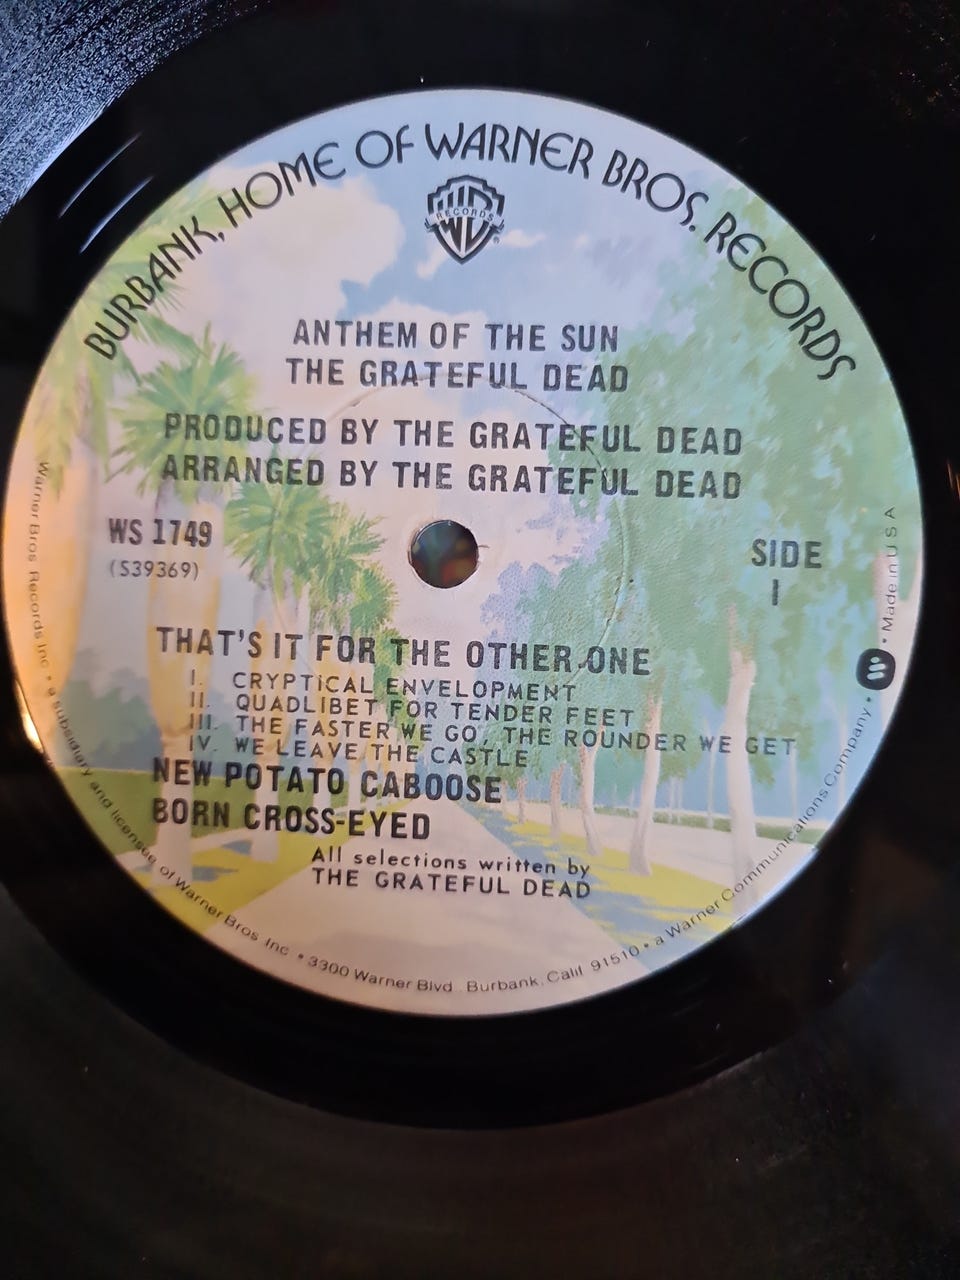 BURBANK, HOME OF WARNER BROS. RECORDS
WB
RECORDS
®
ANTHEM OF THE SUN
THE GRATEFUL DEAD
PRODUCED BY THE GRATEFUL DEAD
ARRANGED BY THE GRATEFUL DEAD
WS 1749
(S39369)
SIDE
1
THAT'S IT FOR THE OTHER ONE
I. CRYPTICAL ENVELOPMENT
II. QUADLIBET FOR TENDER FEET
III. THE FASTER WE GO, THE ROUNDER WE GET
IV. WE LEAVE THE CASTLE
NEW POTATO CABOOSE
BORN CROSS-EYED
All selections written by
THE GRATEFUL DEAD
Warner Bros Records Inc • a subsidiary and licensee of Warner Bros Inc • 3300 Warner Blvd Burbank, Calif 91510 • a Warner Communications Company • Made in U S A